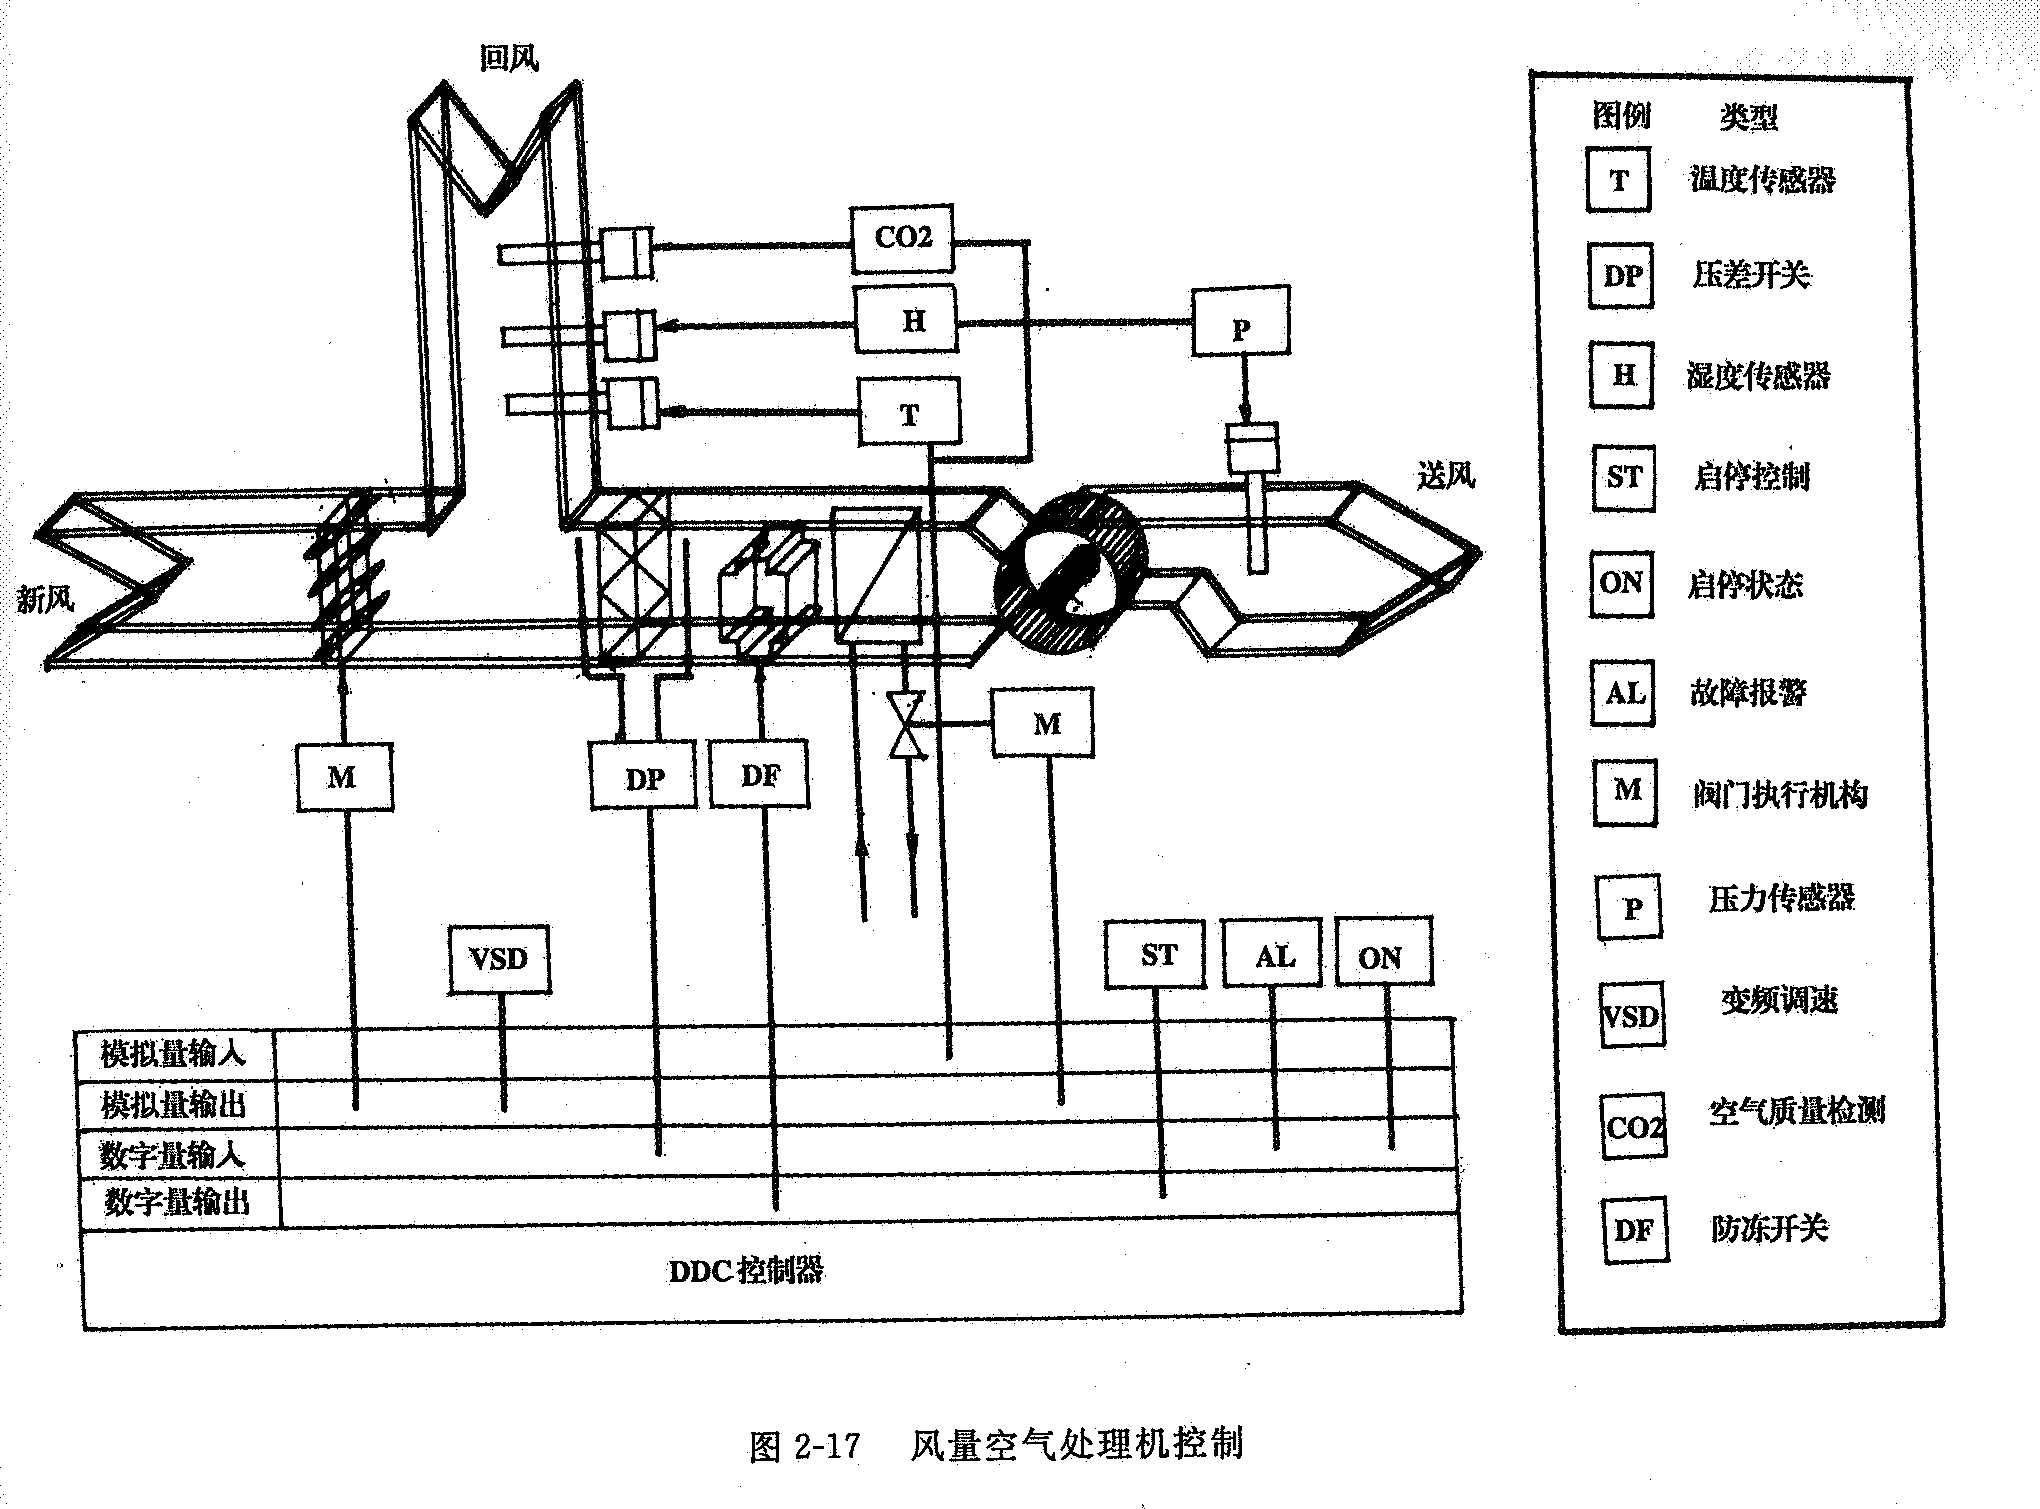 回风
CO2
H
P
T
送风
新风
M
DP
DF
M
VSD
ST
AL
ON
模拟量输入
模拟量输出
数字量输入
数字量输出
DDC控制器
图例 类型
T 温度传感器
DP 压差开关
H 湿度传感器
ST 启停控制
ON 启停状态
AL 故障报警
M 阀门执行机构
P 压力传感器
VSD 变频调速
CO2 空气质量检测
DF 防冻开关
图 2-17 风量空气处理机控制